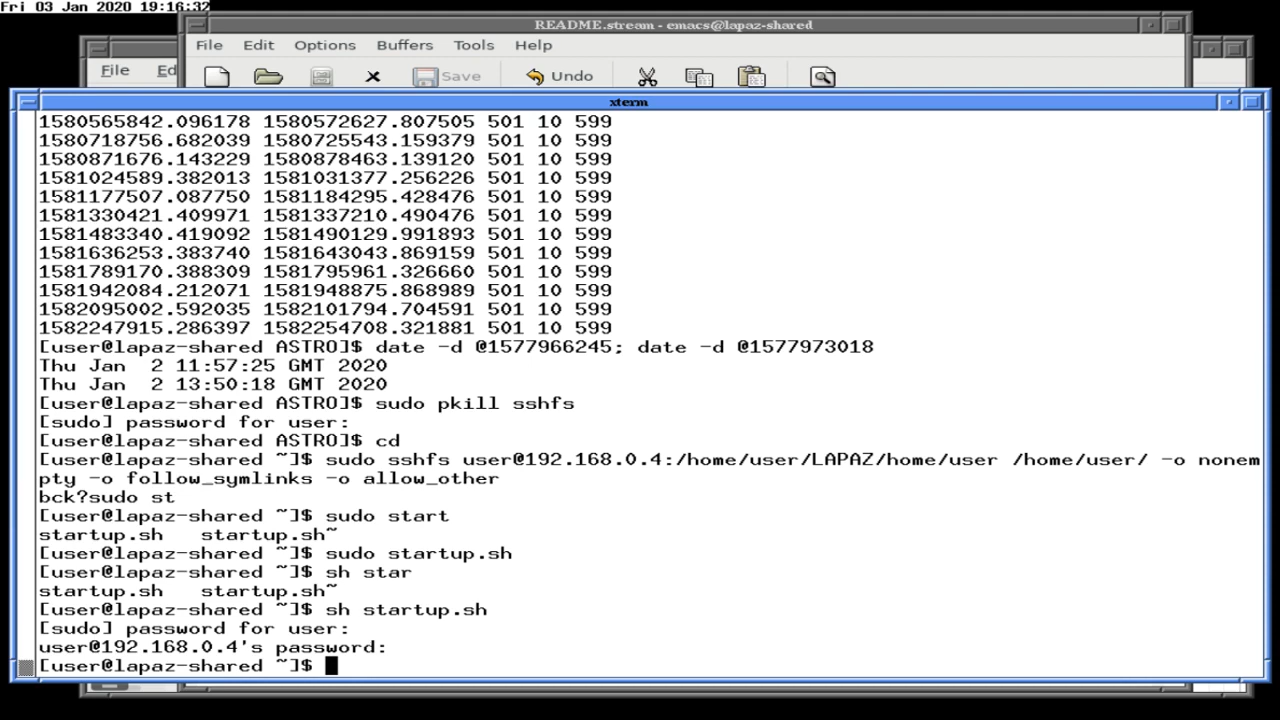 Fri 03 Jan 2020 19:16:32
README.stream - emacs@lapaz-shared
File Edit Options Buffers Tools Help
File Ed
Save Undo
xterm
1580565842.096178 1580572627.807505 501 10 599
1580718756.682039 1580725543.159379 501 10 599
1580871676.143229 1580878463.139120 501 10 599
1581024589.382013 1581031377.256226 501 10 599
1581177507.087750 1581184295.428476 501 10 599
1581330421.409971 1581337210.490476 501 10 599
1581483340.419092 1581490129.991893 501 10 599
1581636253.383740 1581643043.869159 501 10 599
1581789170.388309 1581795961.326660 501 10 599
1581942084.212071 1581948875.868989 501 10 599
1582095002.592035 1582101794.704591 501 10 599
1582247915.286397 1582254708.321881 501 10 599
[user@lapaz-shared ASTRO]$ date -d @1577966245; date -d @1577973018
Thu Jan  2 11:57:25 GMT 2020
Thu Jan  2 13:50:18 GMT 2020
[user@lapaz-shared ASTRO]$ sudo pkill sshfs
[sudo] password for user:
[user@lapaz-shared ASTRO]$ cd
[user@lapaz-shared ~]$ sudo sshfs user@192.168.0.4:/home/user/LAPAZ/home/user /home/user/ -o nonem
pty -o follow_symlinks -o allow_other
bck?sudo st
[user@lapaz-shared ~]$ sudo start
startup.sh   startup.sh~
[user@lapaz-shared ~]$ sudo startup.sh
[user@lapaz-shared ~]$ sh star
startup.sh   startup.sh~
[user@lapaz-shared ~]$ sh startup.sh
[sudo] password for user:
user@192.168.0.4's password:
[user@lapaz-shared ~]$